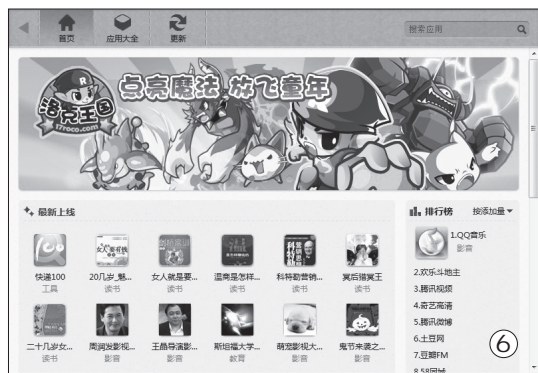 首页
应用大全
更新
搜索应用
洛克王国
17roco.com
R
点亮魔法 放飞童年
最新上线
快递100
工具
20几岁_魅...
读书
女人就是要...
读书
温商是怎样...
读书
科特勒营销...
读书
冥后猎冥王
读书
二十几岁女...
读书
周润发影视...
影音
王晶导演影...
影音
斯坦福大学...
教育
萌宠影视大...
影音
鬼节来袭之...
影音
排行榜 按添加量
1.QQ音乐
影音
2.欢乐斗地主
3.腾讯视频
4.奇艺高清
5.腾讯微博
6.土豆网
7.豆瓣FM
8.58同城
⑥